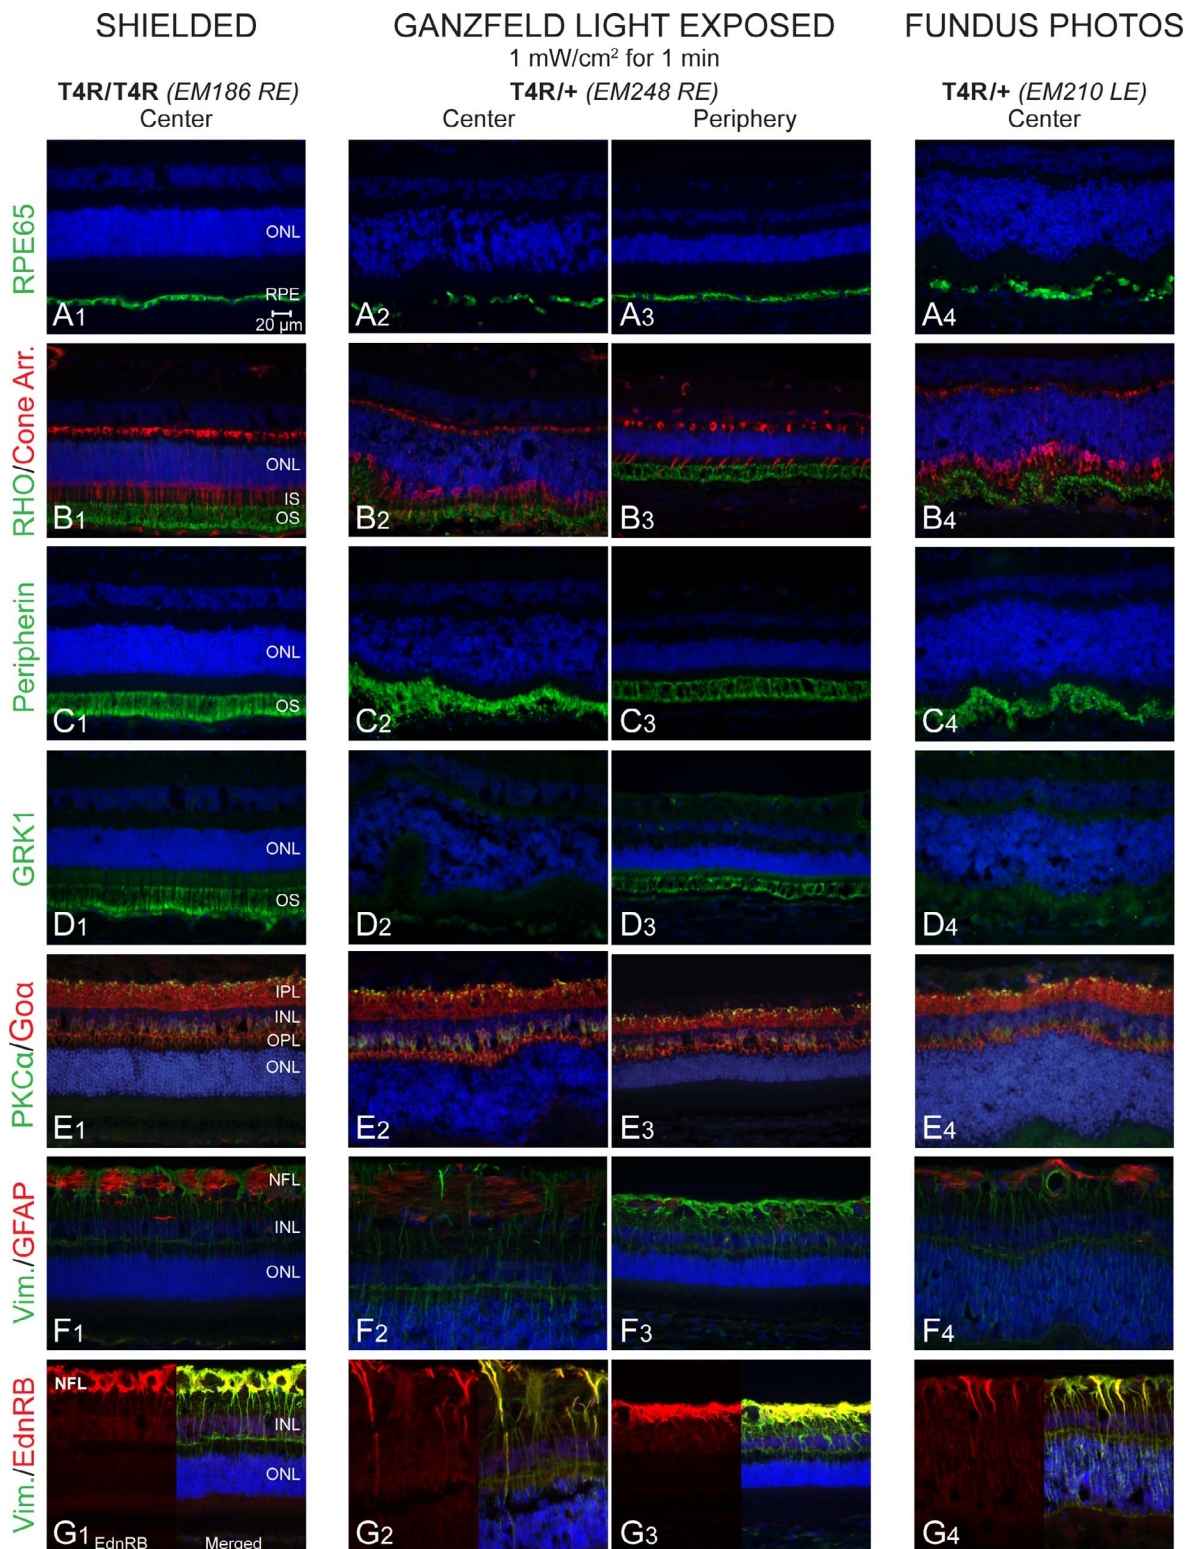 SHIELDED
GANZFELD LIGHT EXPOSED
FUNDUS PHOTOS
1 mW/cm² for 1 min
T4R/T4R (EM186 RE)
T4R/+ (EM248 RE)
T4R/+ (EM210 LE)
Center
Center
Periphery
Center
RPE65
ONL
RPE
20 µm
A1
A2
A3
A4
RHO/Cone Arr.
ONL
IS
OS
B1
B2
B3
B4
Peripherin
ONL
OS
C1
C2
C3
C4
GRK1
ONL
OS
D1
D2
D3
D4
PKCα/Goα
IPL
INL
OPL
ONL
E1
E2
E3
E4
Vim./GFAP
NFL
INL
ONL
F1
F2
F3
F4
Vim./EdnRB
NFL
INL
ONL
G1
EdnRB
Merged
G2
G3
G4